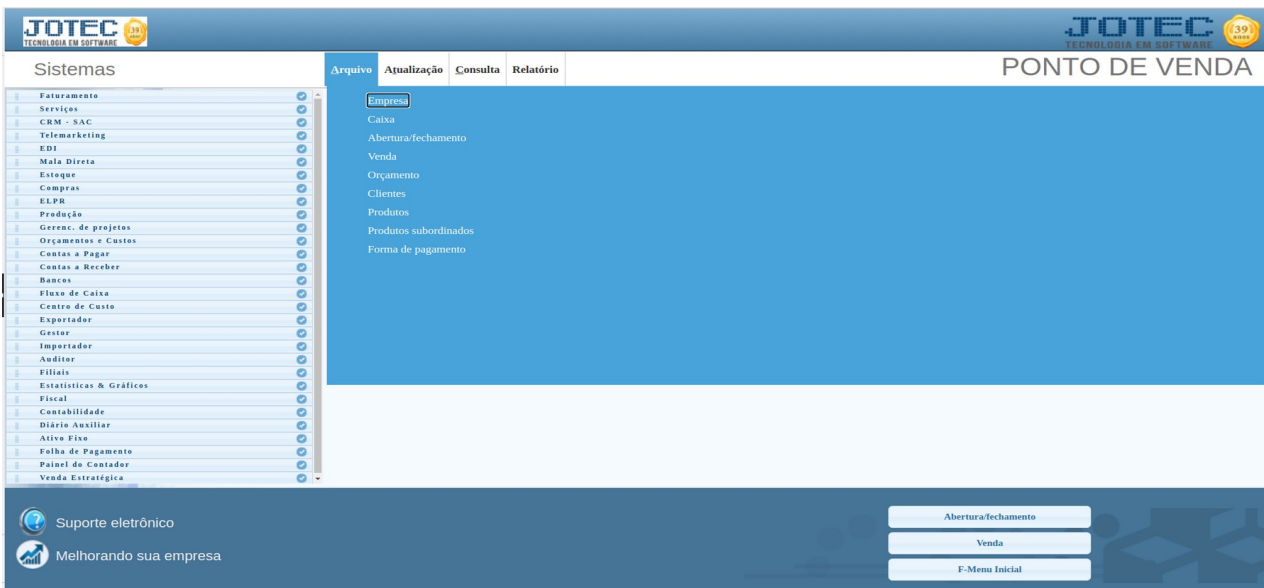 JOTEC 39 anos
TECNOLOGIA EM SOFTWARE
JOTEC 39 anos
TECNOLOGIA EM SOFTWARE
Sistemas
Arquivo Atualização Consulta Relatório
PONTO DE VENDA
Faturamento
Serviços
CRM - SAC
Telemarketing
EDI
Mala Direta
Estoque
Compras
ELPR
Produção
Gerenc. de projetos
Orçamentos e Custos
Contas a Pagar
Contas a Receber
Bancos
Fluxo de Caixa
Centro de Custo
Exportador
Gestor
Importador
Auditor
Filiais
Estatísticas & Gráficos
Fiscal
Contabilidade
Diário Auxiliar
Ativo Fixo
Folha de Pagamento
Painel do Contador
Venda Estratégica
Empresa
Caixa
Abertura/fechamento
Venda
Orçamento
Clientes
Produtos
Produtos subordinados
Forma de pagamento
Suporte eletrônico
Melhorando sua empresa
Abertura/fechamento
Venda
F-Menu Inicial